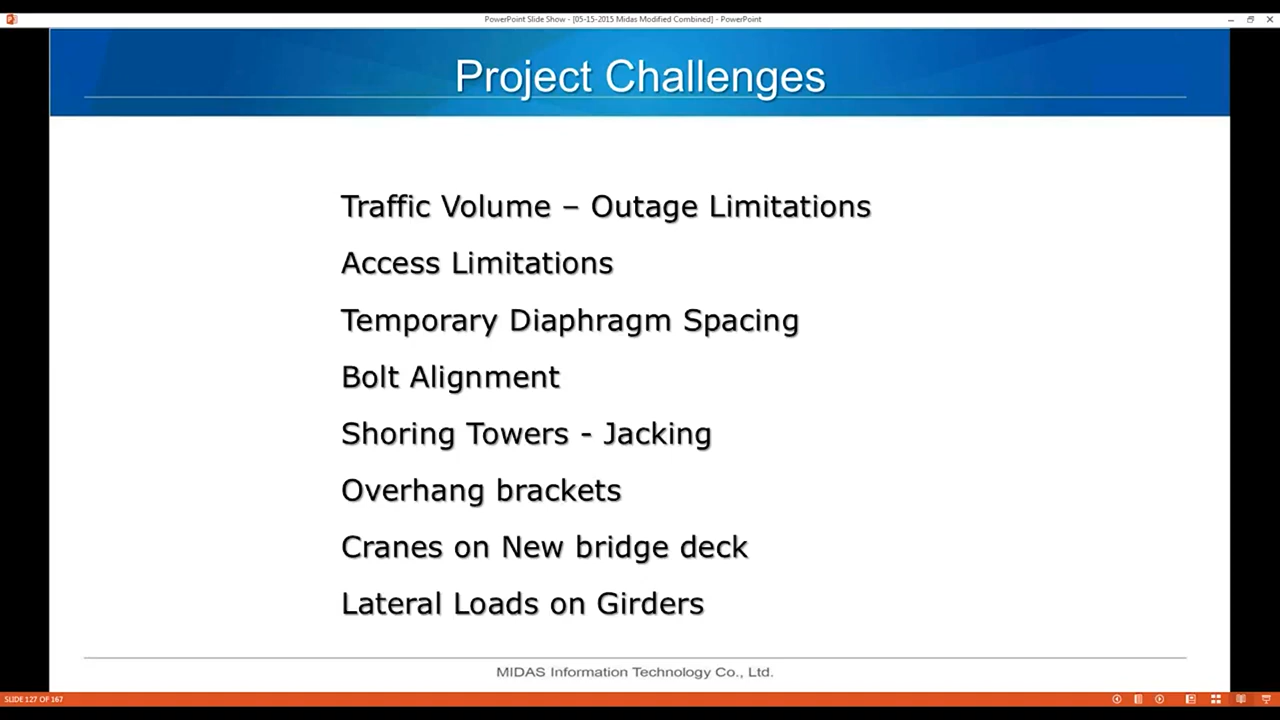 PowerPoint Slide Show - [05-15-2015 Midas Modified Combined] - PowerPoint
Project Challenges
Traffic Volume – Outage Limitations
Access Limitations
Temporary Diaphragm Spacing
Bolt Alignment
Shoring Towers - Jacking
Overhang brackets
Cranes on New bridge deck
Lateral Loads on Girders
MIDAS Information Technology Co., Ltd.
SLIDE 127 OF 167